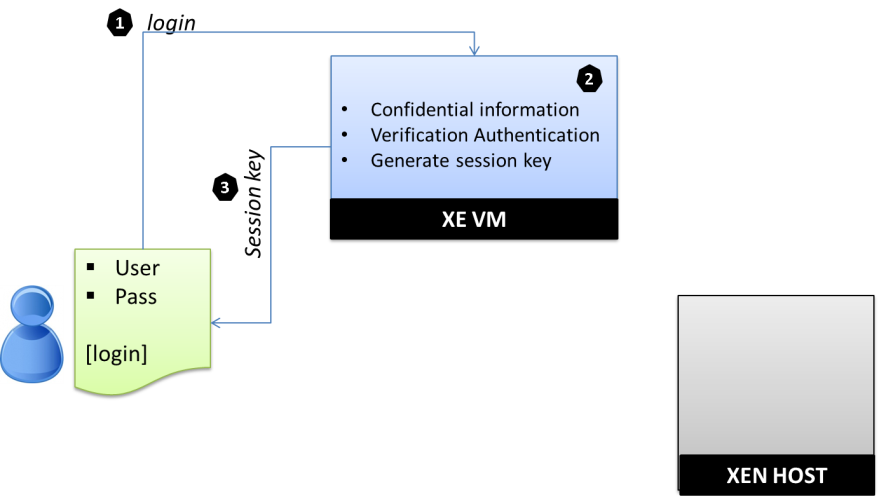 1 login
2
• Confidential information
• Verification Authentication
• Generate session key
XE VM
3 Session key
▪ User
▪ Pass
[login]
XEN HOST